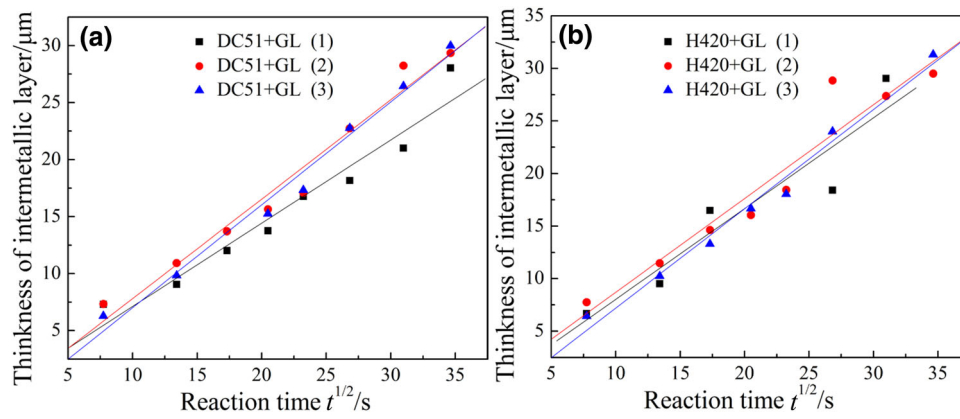 (a)
DC51+GL (1)
DC51+GL (2)
DC51+GL (3)
Thinkness of intermetallic layer/μm
30
25
20
15
10
5
5 10 15 20 25 30 35
Reaction time t^{1/2}/s
(b)
H420+GL (1)
H420+GL (2)
H420+GL (3)
Thinkness of intermetallic layer/μm
35
30
25
20
15
10
5
5 10 15 20 25 30 35
Reaction time t^{1/2}/s